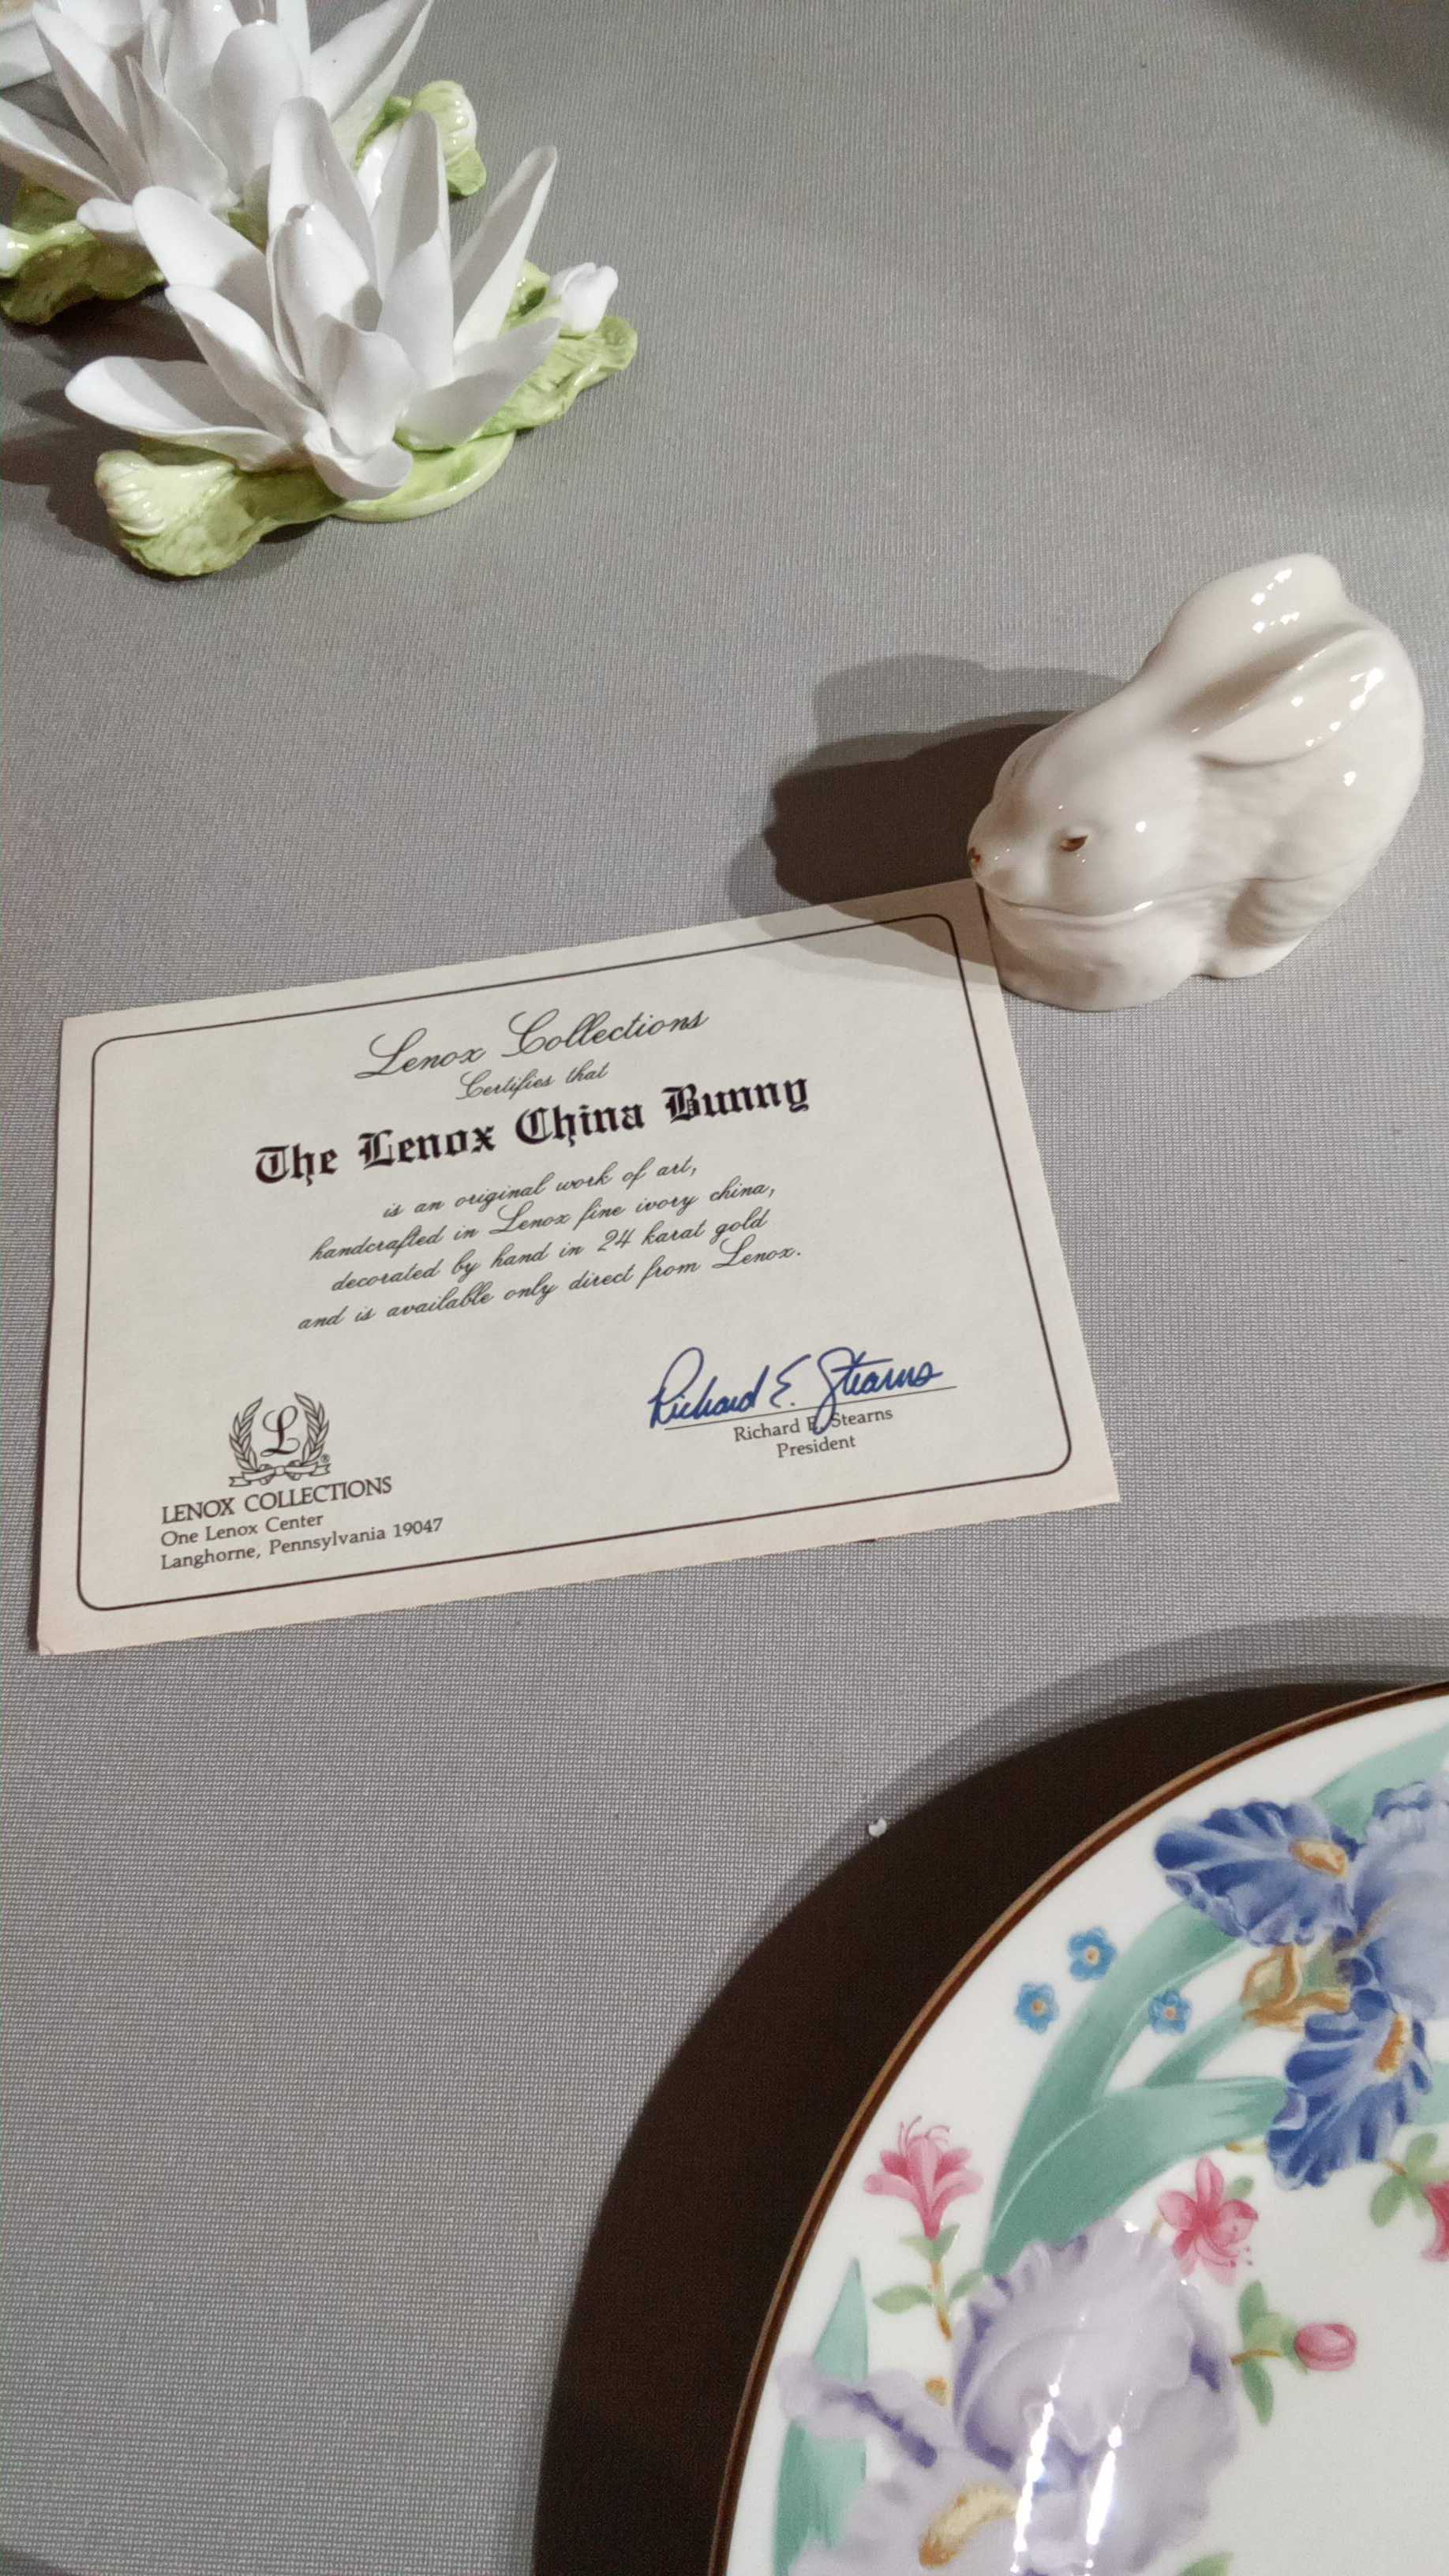 Lenox Collections
Certifies that
The Lenox China Bunny
is an original work of art,
handcrafted in Lenox fine ivory china,
decorated by hand in 24 karat gold
and is available only direct from Lenox.
Richard E. Stearns
Richard E. Stearns
President
L
LENOX COLLECTIONS
One Lenox Center
Langhorne, Pennsylvania 19047